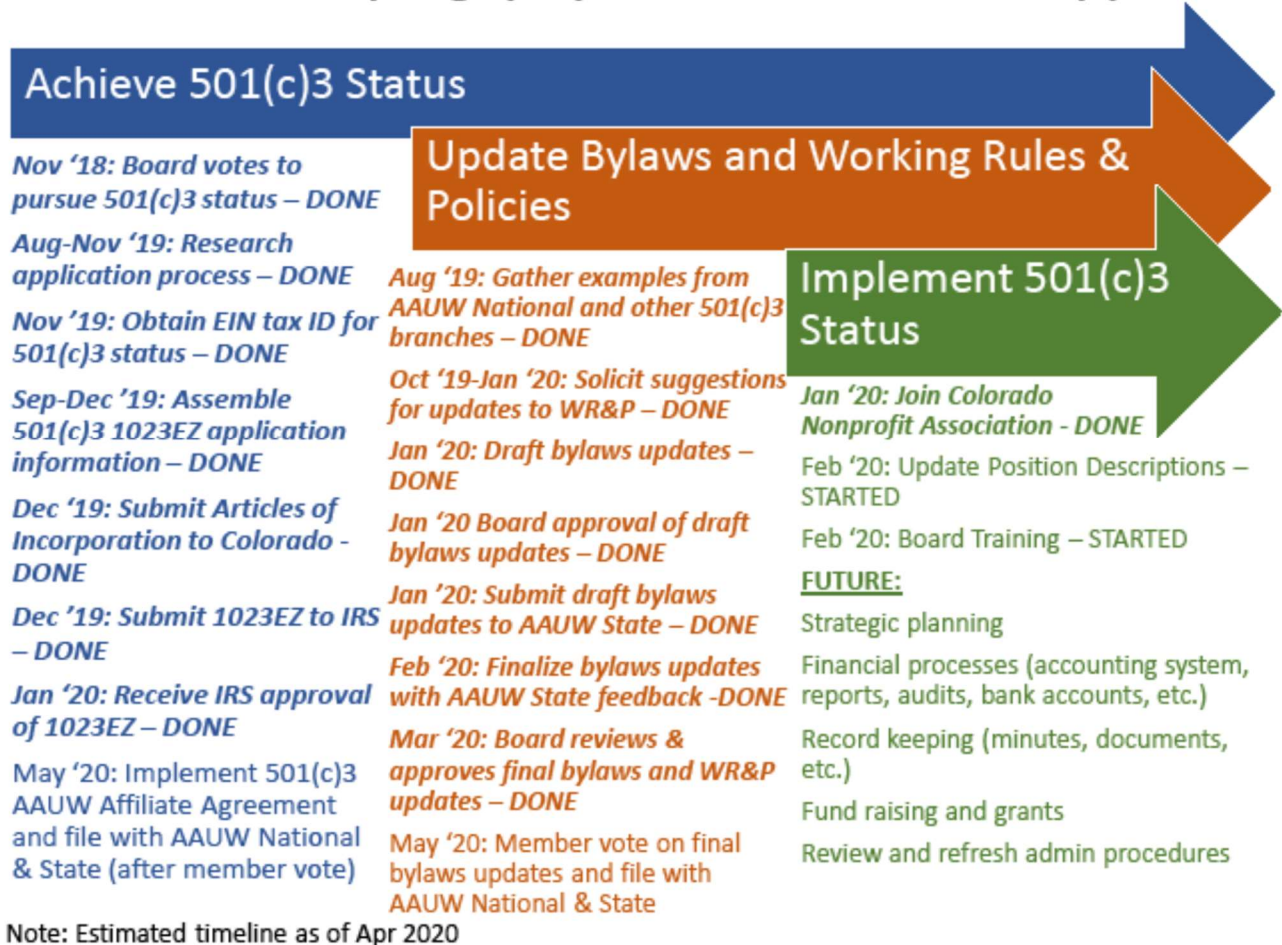 Achieve 501(c)3 Status
Nov ‘18: Board votes to
pursue 501(c)3 status – DONE
Aug-Nov ‘19: Research
application process – DONE
Nov ’19: Obtain EIN tax ID for
501(c)3 status – DONE
Sep-Dec ’19: Assemble
501(c)3 1023EZ application
information – DONE
Dec ‘19: Submit Articles of
Incorporation to Colorado -
DONE
Dec ’19: Submit 1023EZ to IRS
– DONE
Jan ‘20: Receive IRS approval
of 1023EZ – DONE
May ‘20: Implement 501(c)3
AAUW Affiliate Agreement
and file with AAUW National
& State (after member vote)
Update Bylaws and Working Rules &
Policies
Aug ‘19: Gather examples from
AAUW National and other 501(c)3
branches – DONE
Oct ‘19-Jan ‘20: Solicit suggestions
for updates to WR&P – DONE
Jan ‘20: Draft bylaws updates –
DONE
Jan ‘20 Board approval of draft
bylaws updates – DONE
Jan ‘20: Submit draft bylaws
updates to AAUW State – DONE
Feb ‘20: Finalize bylaws updates
with AAUW State feedback -DONE
Mar ‘20: Board reviews &
approves final bylaws and WR&P
updates – DONE
May ‘20: Member vote on final
bylaws updates and file with
AAUW National & State
Implement 501(c)3
Status
Jan ‘20: Join Colorado
Nonprofit Association - DONE
Feb ‘20: Update Position Descriptions –
STARTED
Feb ‘20: Board Training – STARTED
FUTURE:
Strategic planning
Financial processes (accounting system,
reports, audits, bank accounts, etc.)
Record keeping (minutes, documents,
etc.)
Fund raising and grants
Review and refresh admin procedures
Note: Estimated timeline as of Apr 2020